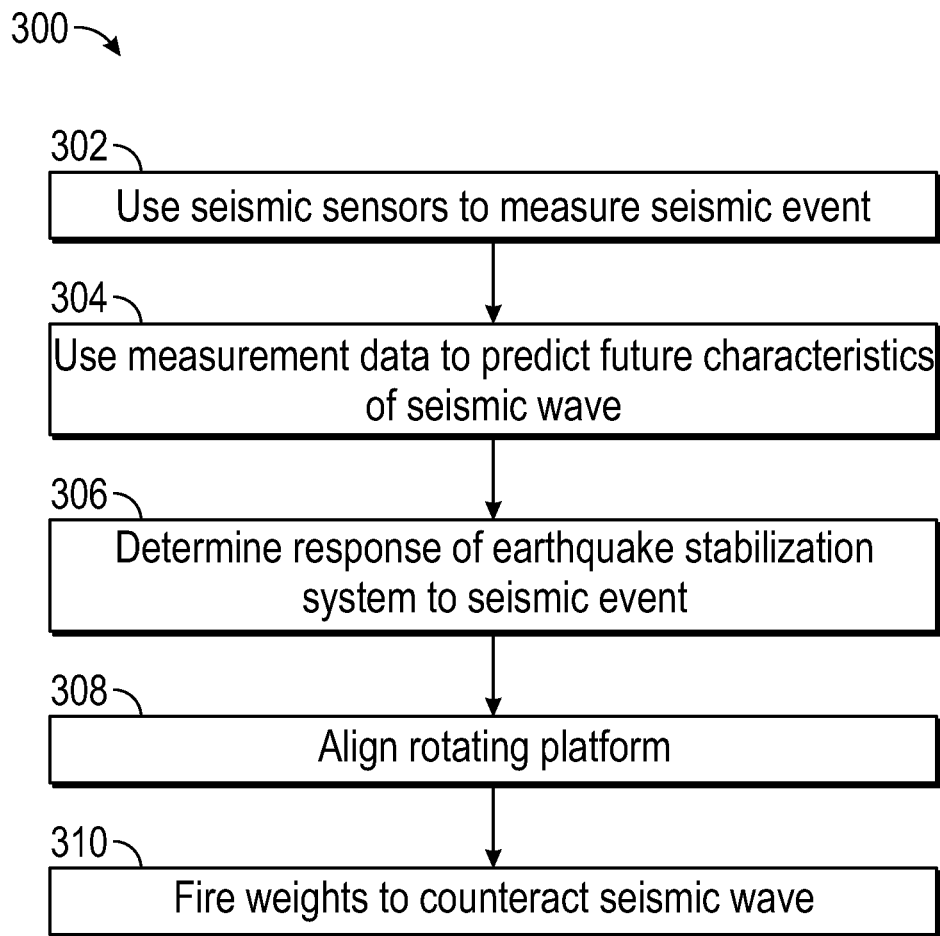 300
302
Use seismic sensors to measure seismic event
304
Use measurement data to predict future characteristics
of seismic wave
306
Determine response of earthquake stabilization
system to seismic event
308
Align rotating platform
310
Fire weights to counteract seismic wave